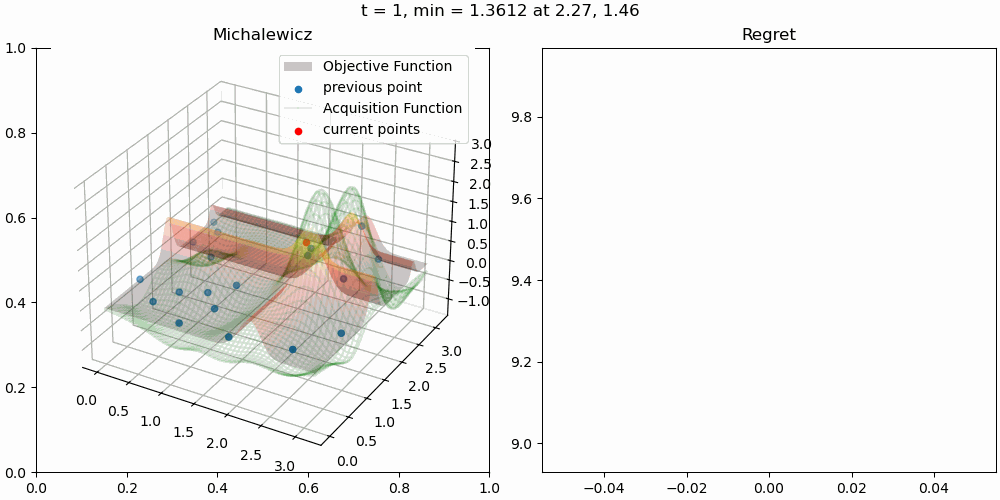 t = 1, min = 1.3612 at 2.27, 1.46
Michalewicz
Regret
Objective Function
previous point
Acquisition Function
current points
1.0
0.8
0.6
0.4
0.2
0.0
0.0 0.2 0.4 0.6 0.8 1.0
3.0
2.5
2.0
1.5
1.0
0.5
0.0
−0.5
−1.0
0.0 0.5 1.0 1.5 2.0 2.5 3.0
0.0 0.5 1.0 1.5 2.0 2.5 3.0
9.8
9.6
9.4
9.2
9.0
−0.04 −0.02 0.00 0.02 0.04